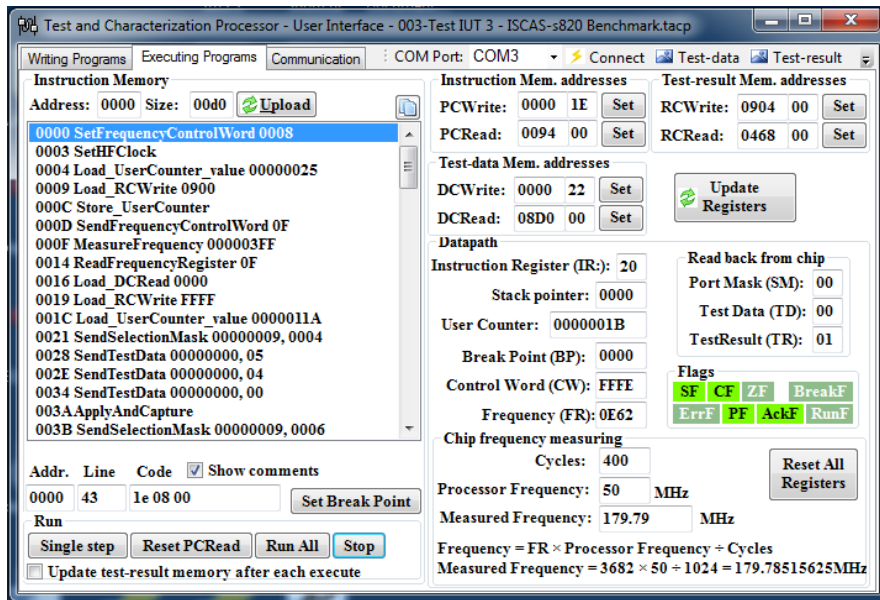 Test and Characterization Processor - User Interface - 003-Test IUT 3 - ISCAS-s820 Benchmark.tacp
Writing Programs Executing Programs Communication COM Port: COM3 Connect Test-data Test-result
Instruction Memory
Address: 0000 Size: 00d0 Upload
0000 SetFrequencyControlWord 0008
0003 SetHFClock
0004 Load_UserCounter_value 00000025
0009 Load_RCWrite 0900
000C Store_UserCounter
000D SendFrequencyControlWord 0F
000F MeasureFrequency 000003FF
0014 ReadFrequencyRegister 0F
0016 Load_DCRead 0000
0019 Load_RCWrite FFFF
001C Load_UserCounter_value 0000011A
0021 SendSelectionMask 00000009, 0004
0028 SendTestData 00000000, 05
002E SendTestData 00000000, 04
0034 SendTestData 00000000, 00
003A ApplyAndCapture
003B SendSelectionMask 00000009, 0006
Addr. Line Code Show comments
0000 43 1e 08 00 Set Break Point
Run
Single step Reset PCRead Run All Stop
Update test-result memory after each execute
Instruction Mem. addresses
PCWrite: 0000 1E Set
PCRead: 0094 00 Set
Test-result Mem. addresses
RCWrite: 0904 00 Set
RCRead: 0468 00 Set
Test-data Mem. addresses
DCWrite: 0000 22 Set
DCRead: 08D0 00 Set
Update
Registers
Datapath
Instruction Register (IR:): 20
Stack pointer: 0000
User Counter: 0000001B
Break Point (BP): 0000
Control Word (CW): FFFE
Frequency (FR): 0E62
Read back from chip
Port Mask (SM): 00
Test Data (TD): 00
TestResult (TR): 01
Flags
SF CF ZF BreakF
ErrF PF AckF RunF
Chip frequency measuring
Cycles: 400
Processor Frequency: 50 MHz
Measured Frequency: 179.79 MHz
Reset All
Registers
Frequency = FR × Processor Frequency ÷ Cycles
Measured Frequency = 3682 × 50 ÷ 1024 = 179.78515625MHz